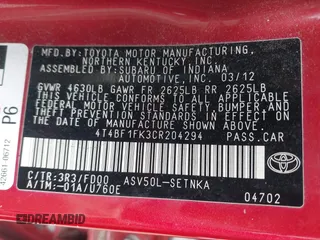 MFD. BY: TOYOTA MOTOR MANUFACTURING,
NORTHERN KENTUCKY, INC.
ASSEMBLED BY: SUBARU OF INDIANA
AUTOMOTIVE, INC. 03/12
GVWR 4630LB GAWR FR 2625LB RR 2625LB
THIS VEHICLE CONFORMS TO ALL APPLICABLE
FEDERAL MOTOR VEHICLE SAFETY, BUMPER, AND
THEFT PREVENTION STANDARDS IN EFFECT ON
THE DATE OF MANUFACTURE SHOWN ABOVE.
4T4BF1FK3CR204294 PASS.CAR
C/TR:3R3/FD00 ASV50L-SETNKA
A/TM:-01A/U760E
04702
P6
42661-06712
DREAMBID